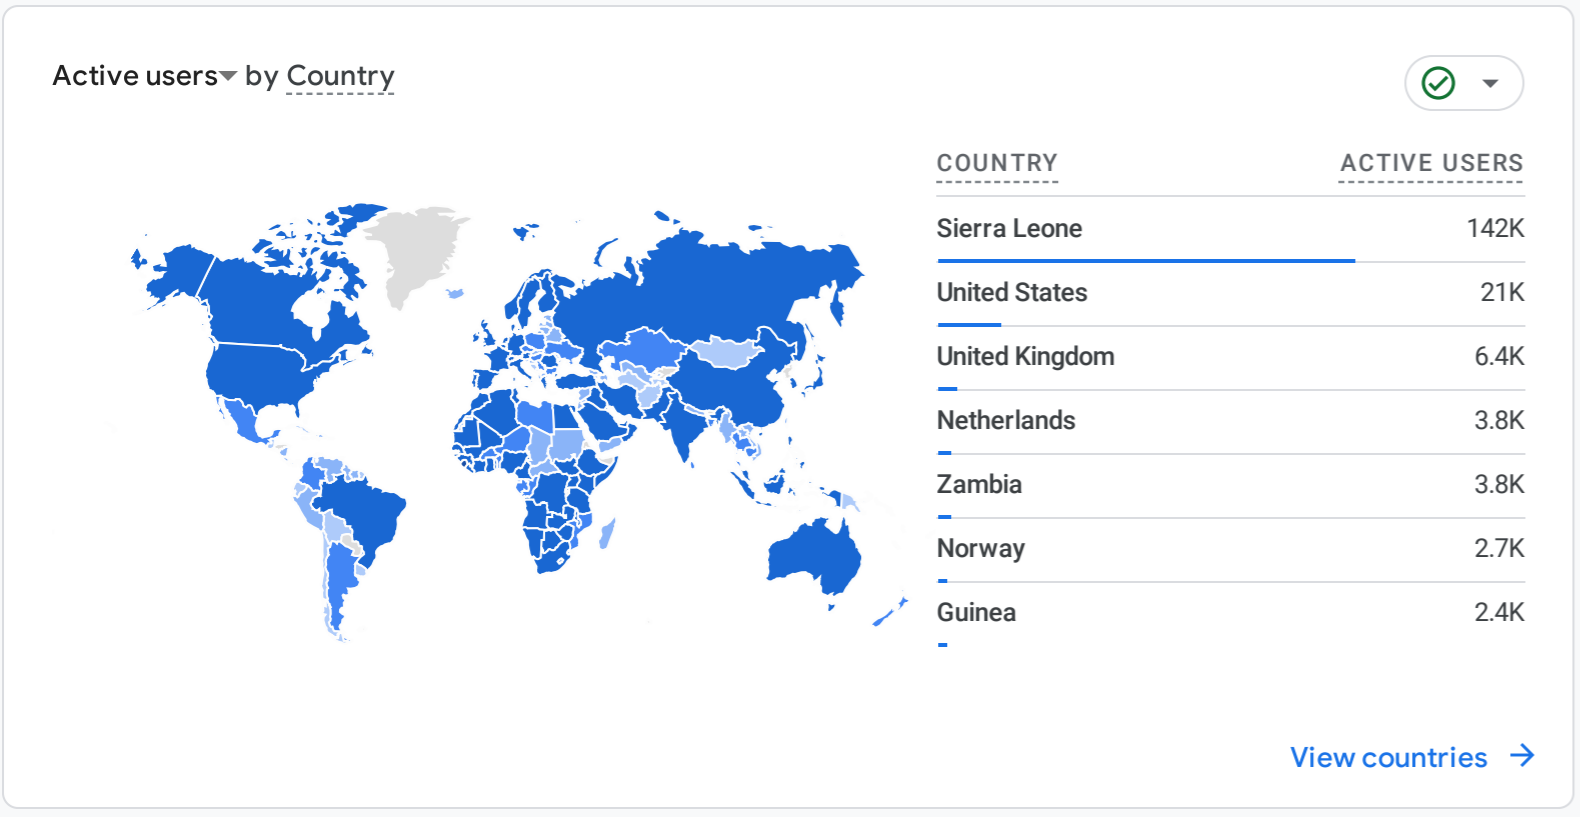 Active users by Country
COUNTRY ACTIVE USERS
Sierra Leone 142K
United States 21K
United Kingdom 6.4K
Netherlands 3.8K
Zambia 3.8K
Norway 2.7K
Guinea 2.4K
View countries